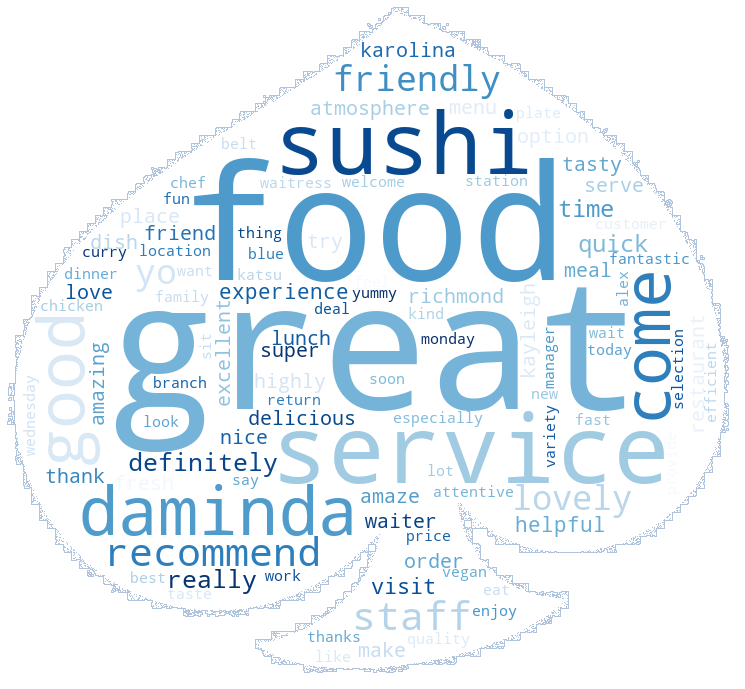 karolina
friendly
atmosphere
menu
plate
sushi
option
belt
tasty
food
chef
waitress
welcome
station
serve
fun
time
place
customer
friend
thing
dish
try
quick
curry
location
blue
fantastic
dinner
yo
want
katsu
meal
love
family
experience
yummy
richmond
alex
come
chicken
deal
kind
great
good
amazing
excellent
sit
lunch
super
monday
kayleigh
manager
wait
today
selection
restaurant
efficient
branch
highly
soon
new
wednesday
look
return
delicious
especially
variety
fast
nice
service
definitely
thank
fresh
say
lot
daminda
amaze
attentive
lovely
waiter
helpful
price
recommend
order
vegan
best
really
work
visit
eat
taste
staff
enjoy
thanks
quality
like
make